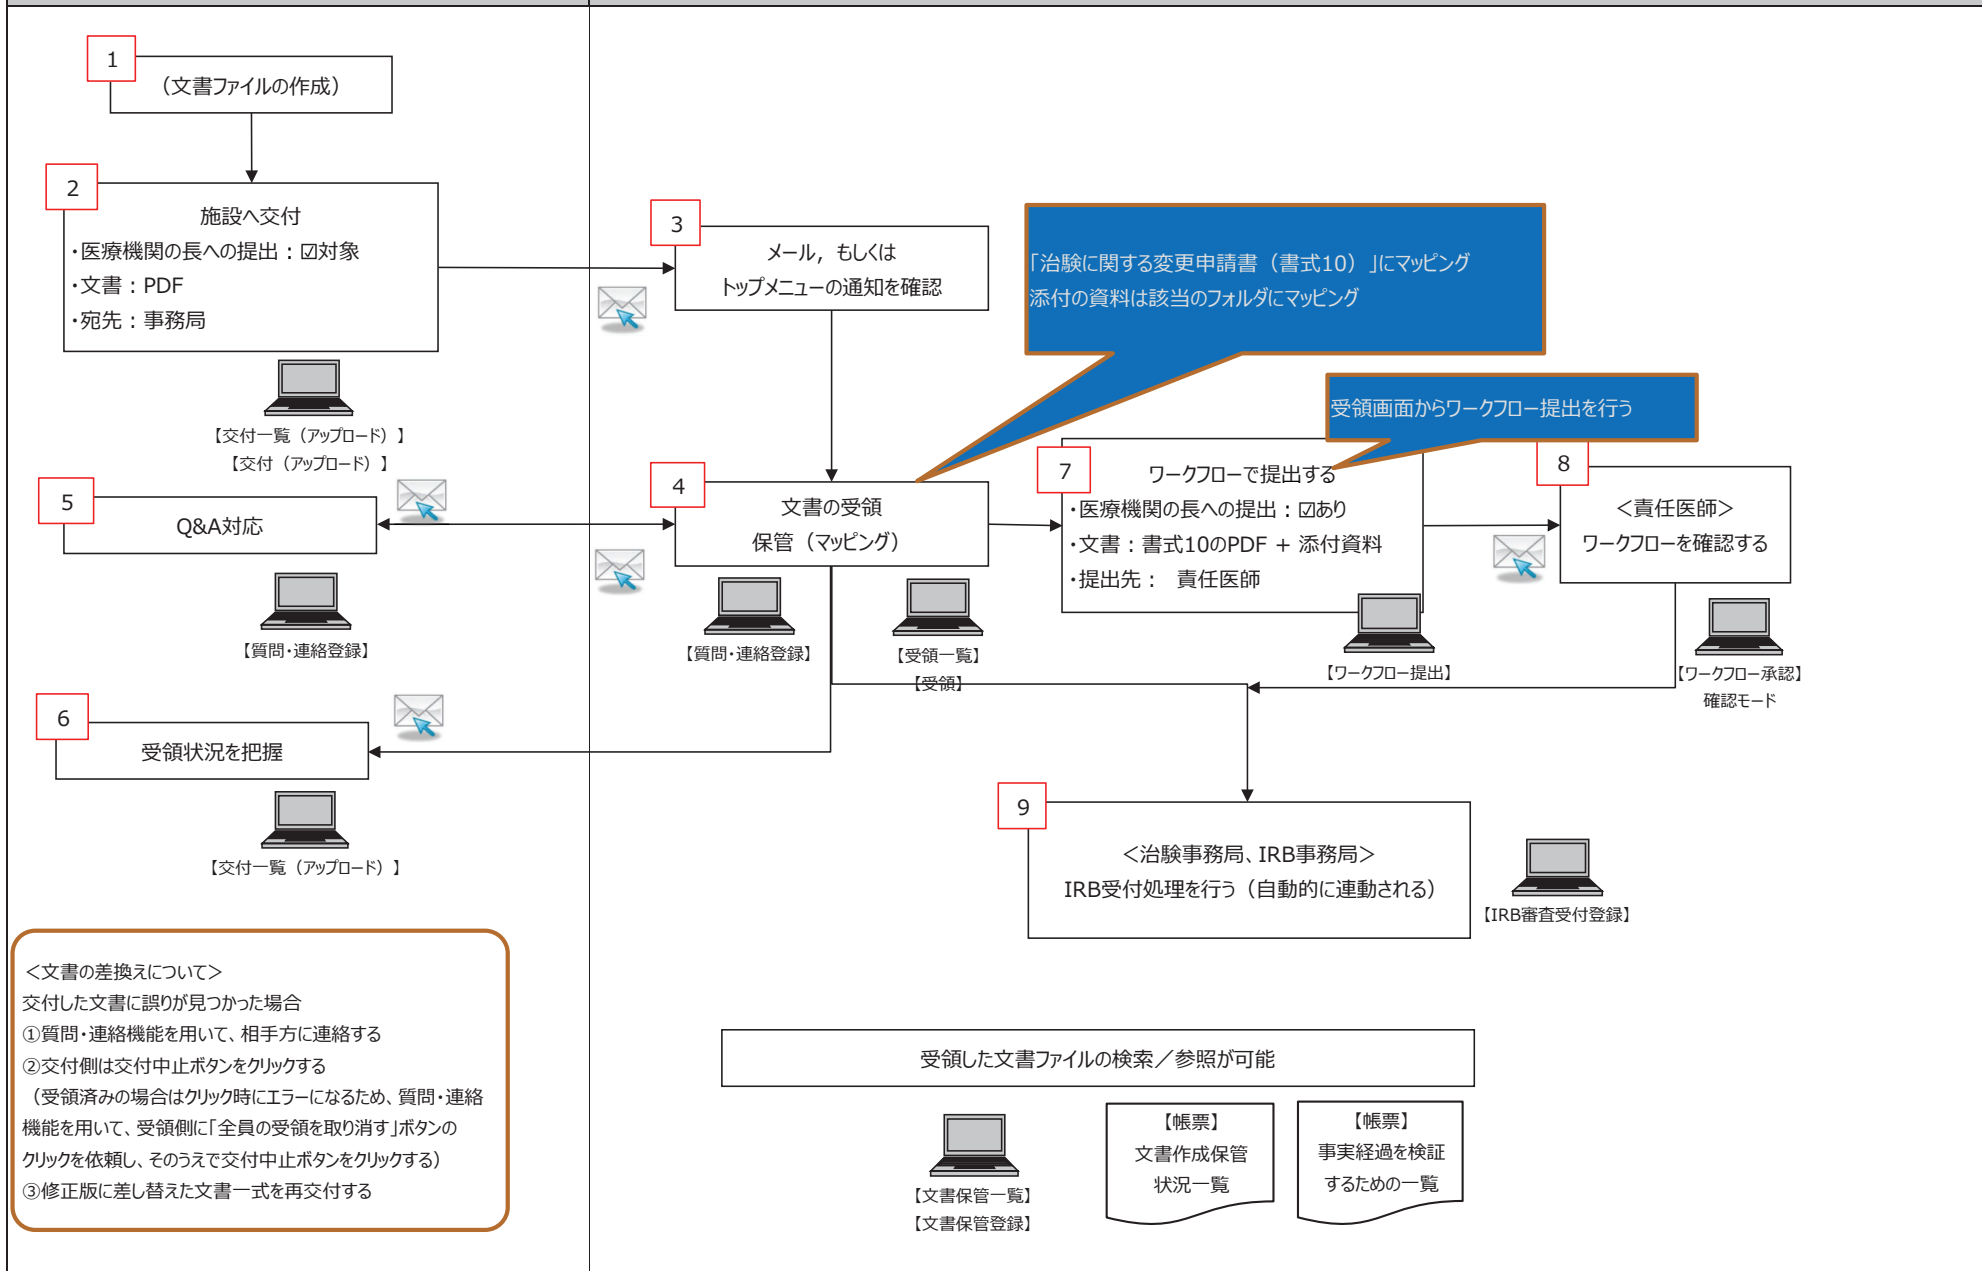 1
（文書ファイルの作成）
2
施設へ交付
・医療機関の長への提出：☑対象
・文書：PDF
・宛先：事務局
【交付一覧（アップロード）】
【交付（アップロード）】
3
メール，もしくは
トップメニューの通知を確認
「治験に関する変更申請書（書式10）」にマッピング
添付の資料は該当のフォルダにマッピング
受領画面からワークフロー提出を行う
4
文書の受領
保管（マッピング）
【質問・連絡登録】
【受領一覧】
【受領】
5
Q&A対応
【質問・連絡登録】
6
受領状況を把握
【交付一覧（アップロード）】
7
ワークフローで提出する
・医療機関の長への提出：☑あり
・文書：書式10のPDF + 添付資料
・提出先： 責任医師
【ワークフロー提出】
8
＜責任医師＞
ワークフローを確認する
【ワークフロー承認】
確認モード
9
＜治験事務局、IRB事務局＞
IRB受付処理を行う（自動的に連動される）
【IRB審査受付登録】
＜文書の差換えについて＞
交付した文書に誤りが見つかった場合
①質問・連絡機能を用いて、相手方に連絡する
②交付側は交付中止ボタンをクリックする
（受領済みの場合はクリック時にエラーになるため、質問・連絡
機能を用いて、受領側に「全員の受領を取り消す」ボタンの
クリックを依頼し、そのうえで交付中止ボタンをクリックする）
③修正版に差し替えた文書一式を再交付する
受領した文書ファイルの検索／参照が可能
【文書保管一覧】
【文書保管登録】
【帳票】
文書作成保管
状況一覧
【帳票】
事実経過を検証
するための一覧